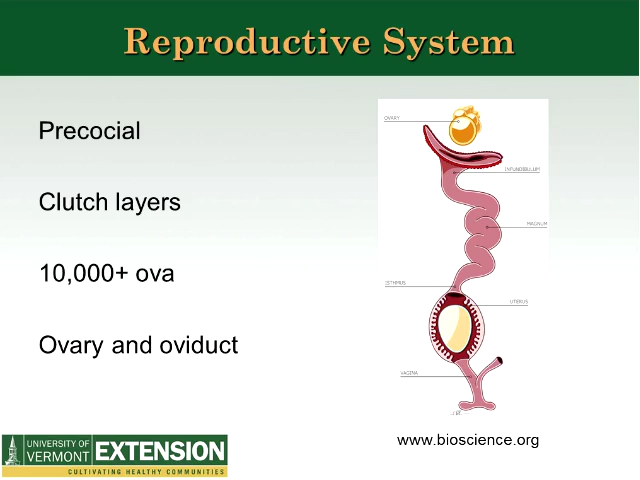 Reproductive System
Precocial
Clutch layers
10,000+ ova
Ovary and oviduct
OVARY
INFUNDIBULUM
MAGNUM
ISTHMUS
UTERUS
VAGINA
www.bioscience.org
UNIVERSITY OF
VERMONT
EXTENSION
CULTIVATING HEALTHY COMMUNITIES